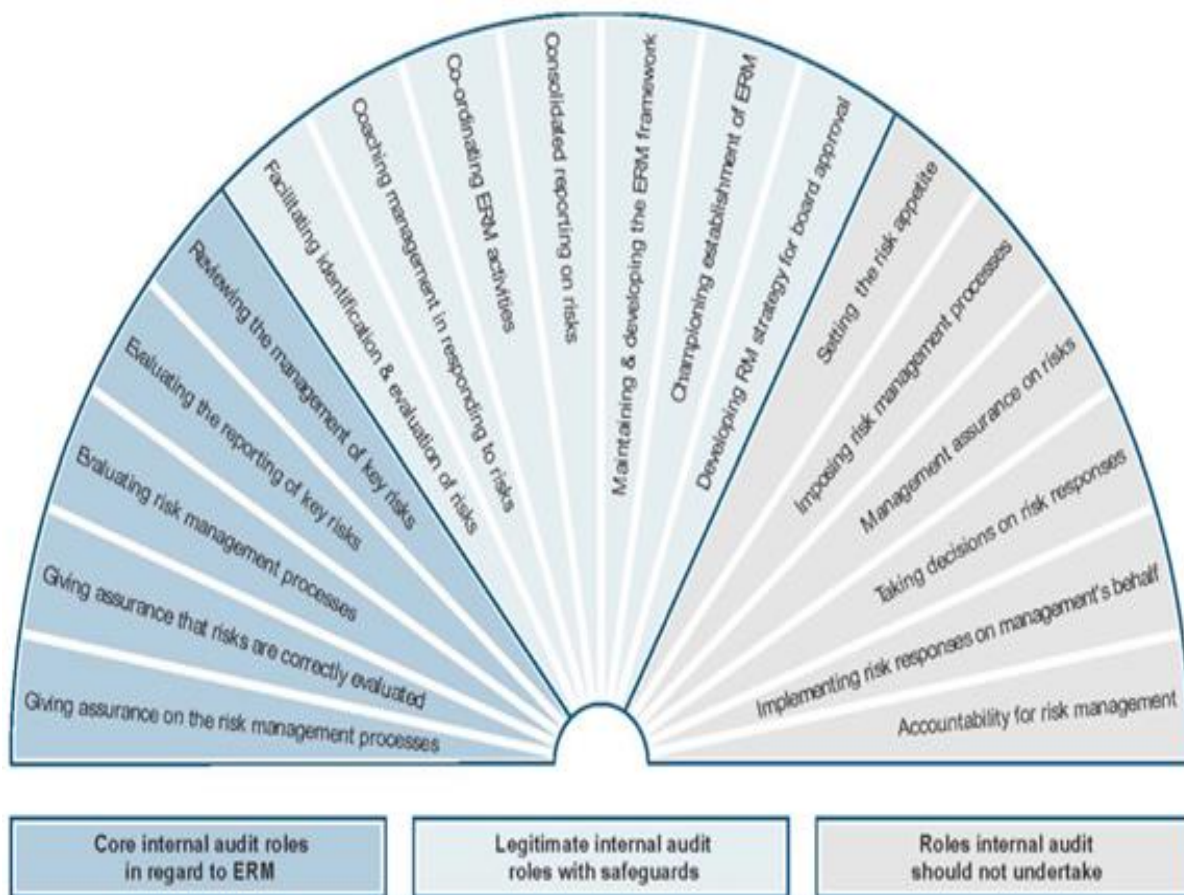 Giving assurance on the risk management processes
Giving assurance that risks are correctly evaluated
Evaluating risk management processes
Evaluating the reporting of key risks
Reviewing the management of key risks
Facilitating identification & evaluation of risks
Coaching management in responding to risks
Co-ordinating ERM activities
Consolidated reporting on risks
Maintaining & developing the ERM framework
Championing establishment of ERM
Developing RM strategy for board approval
Setting the risk appetite
Imposing risk management processes
Management assurance on risks
Taking decisions on risk responses
Implementing risk responses on management's behalf
Accountability for risk management
Core internal audit roles
in regard to ERM
Legitimate internal audit
roles with safeguards
Roles internal audit
should not undertake